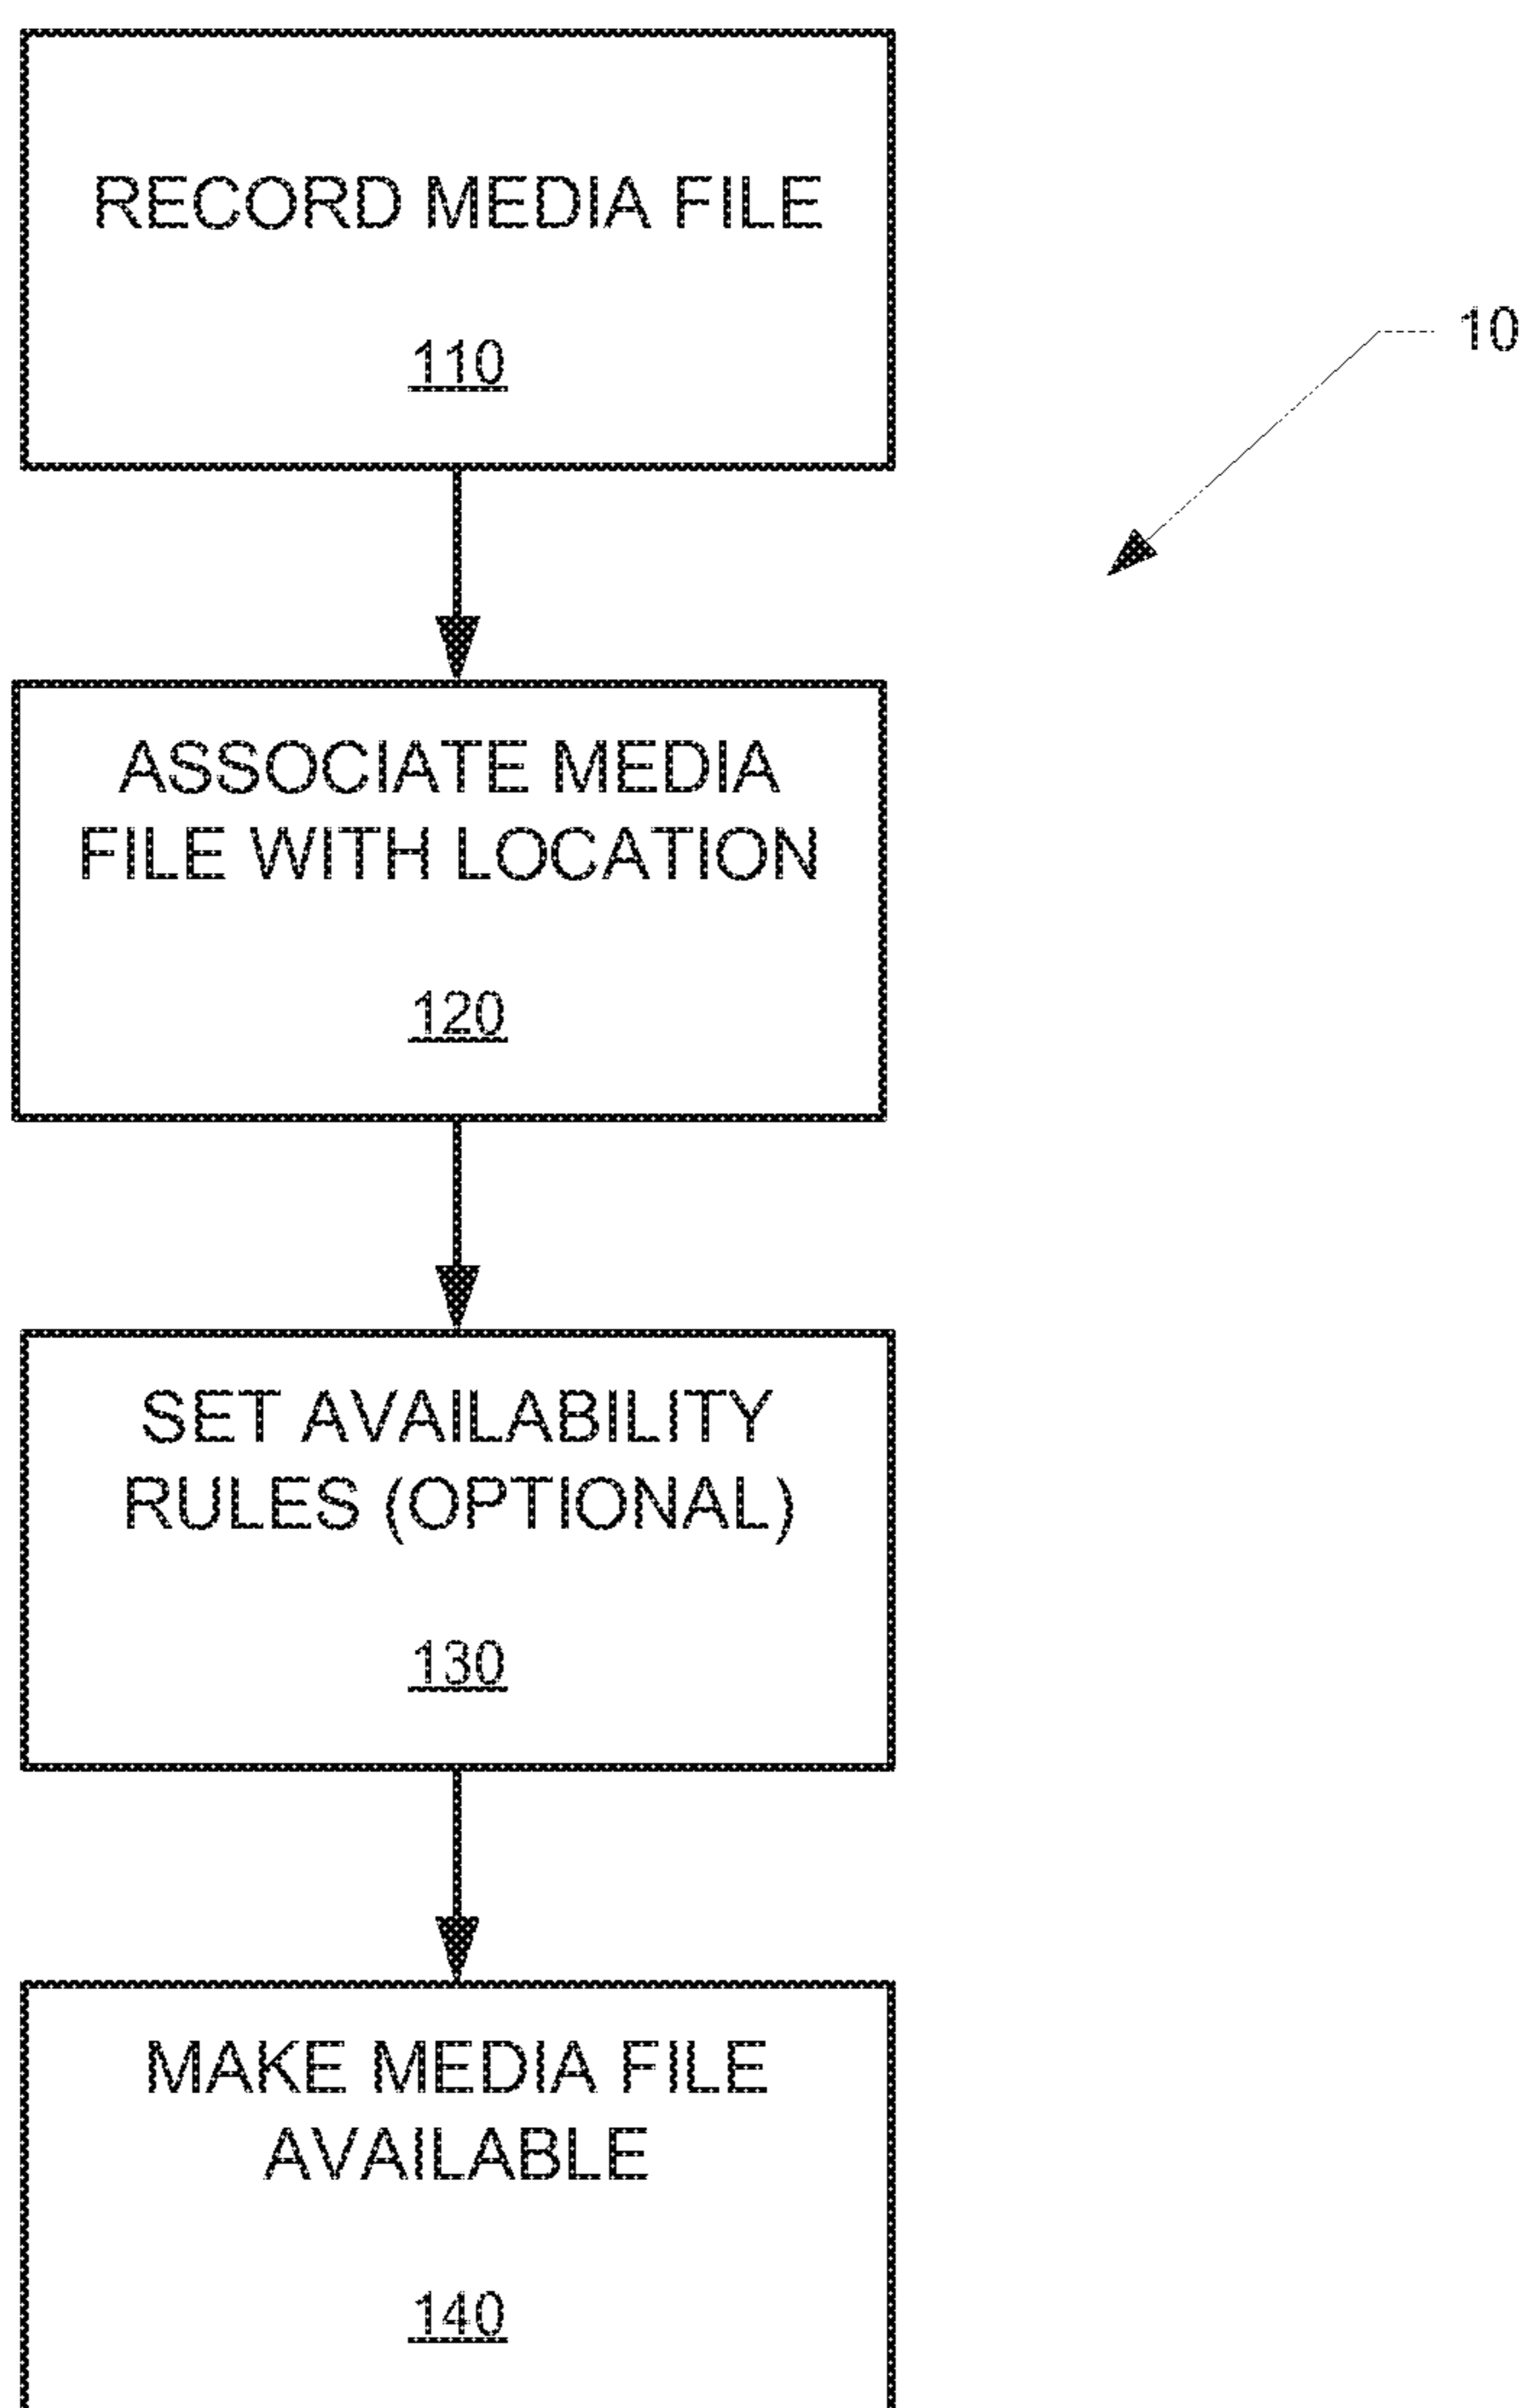 RECORD MEDIA FILE
110
10
ASSOCIATE MEDIA
FILE WITH LOCATION
120
SET AVAILABILITY
RULES (OPTIONAL)
130
MAKE MEDIA FILE
AVAILABLE
140